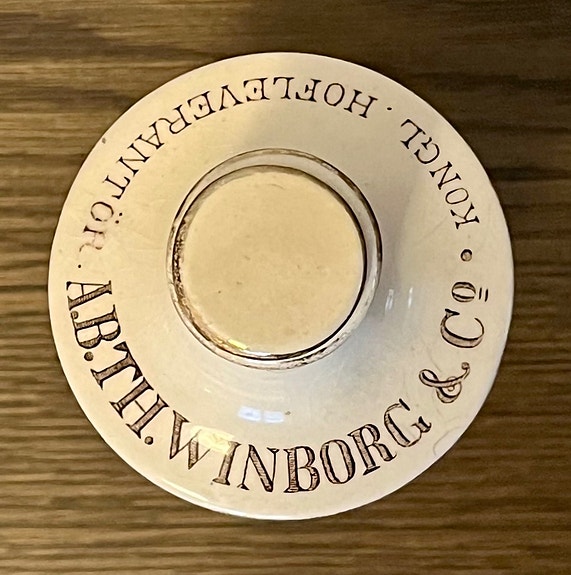 A.B. TH. WINBORG & Co
KONGL. HOFLEVERANTÖR.